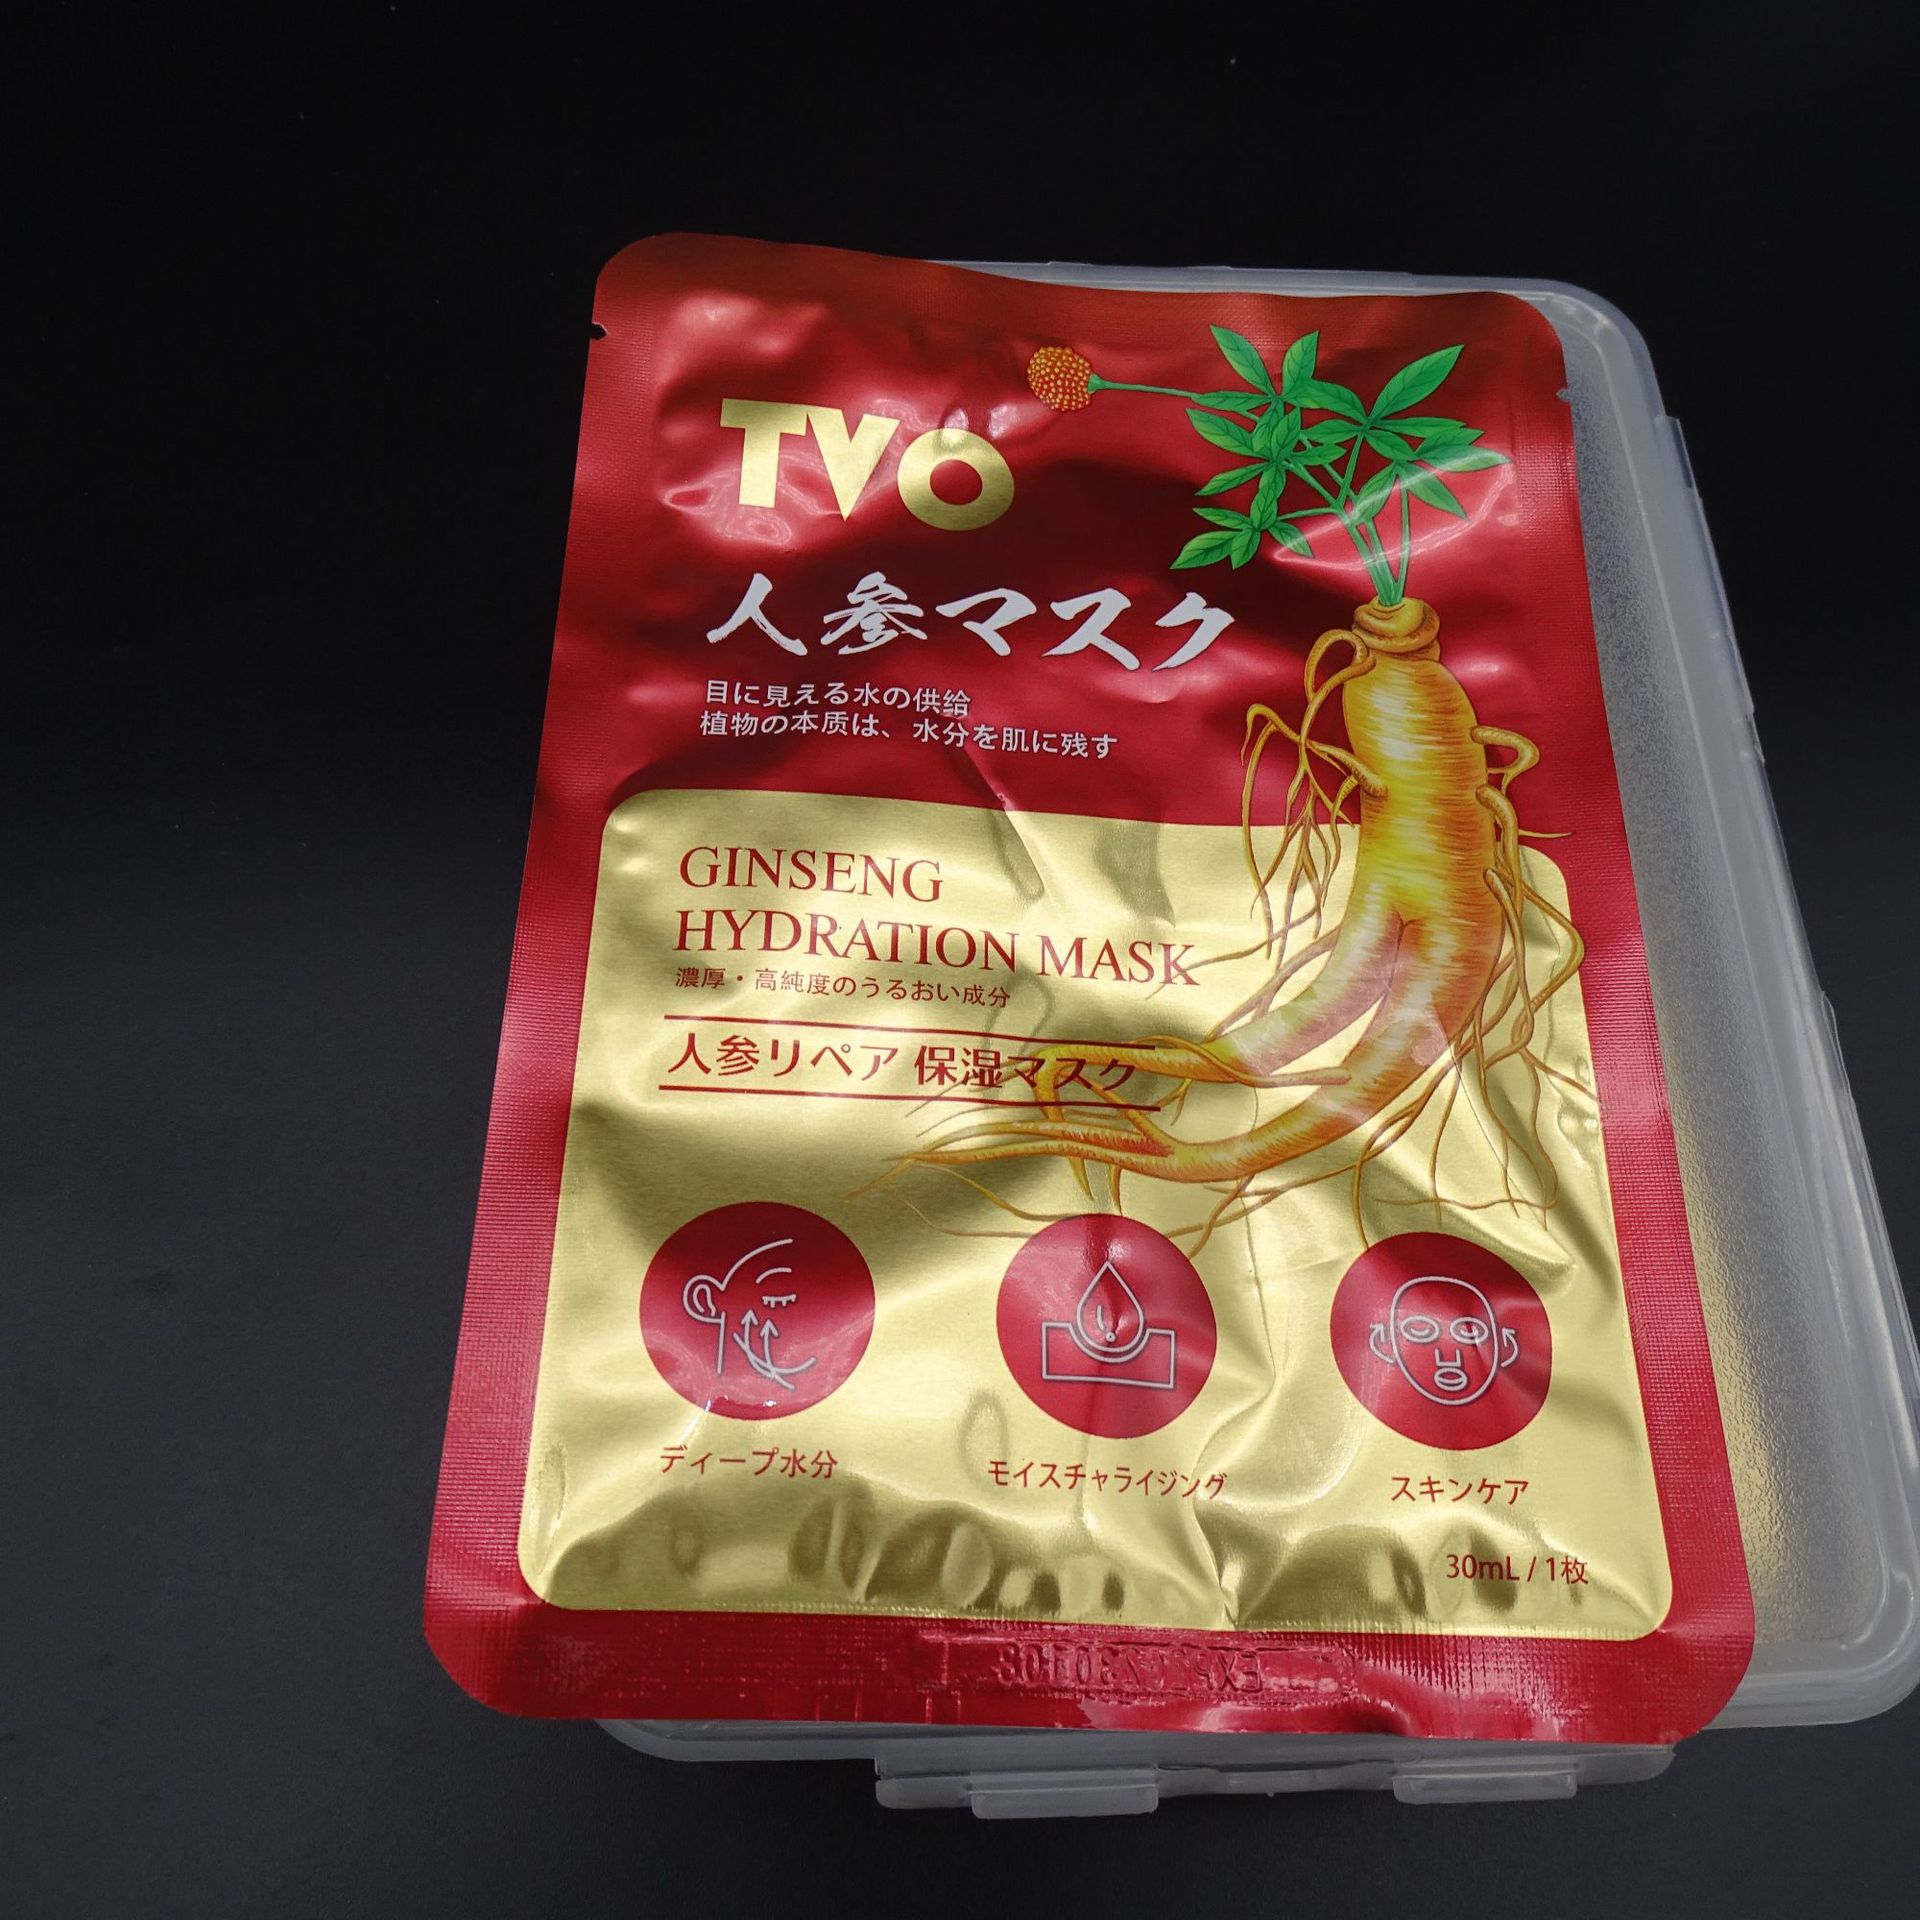 TVO
人参マスク
目に見える水の供给
植物の本质は、水分を肌に残す
GINSENG
HYDRATION MASK
濃厚・高純度のうるおい成分
人参リペア 保湿マスク
ディープ水分
モイスチャライジング
スキンケア
30mL / 1枚